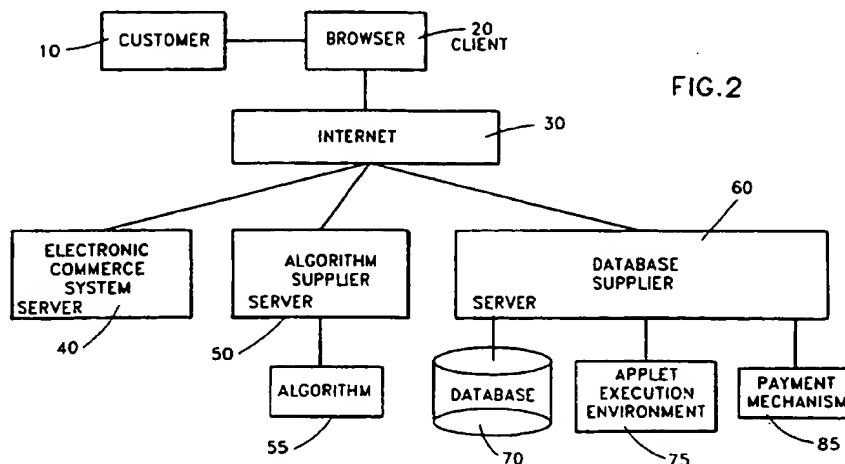 10
CUSTOMER
BROWSER
20
CLIENT
FIG.2
INTERNET
30
60
ELECTRONIC
COMMERCE
SYSTEM
SERVER
40
ALGORITHM
SUPPLIER
SERVER
50
DATABASE
SUPPLIER
SERVER
ALGORITHM
55
DATABASE
70
APPLET
EXECUTION
ENVIRONMENT
75
PAYMENT
MECHANISM
85